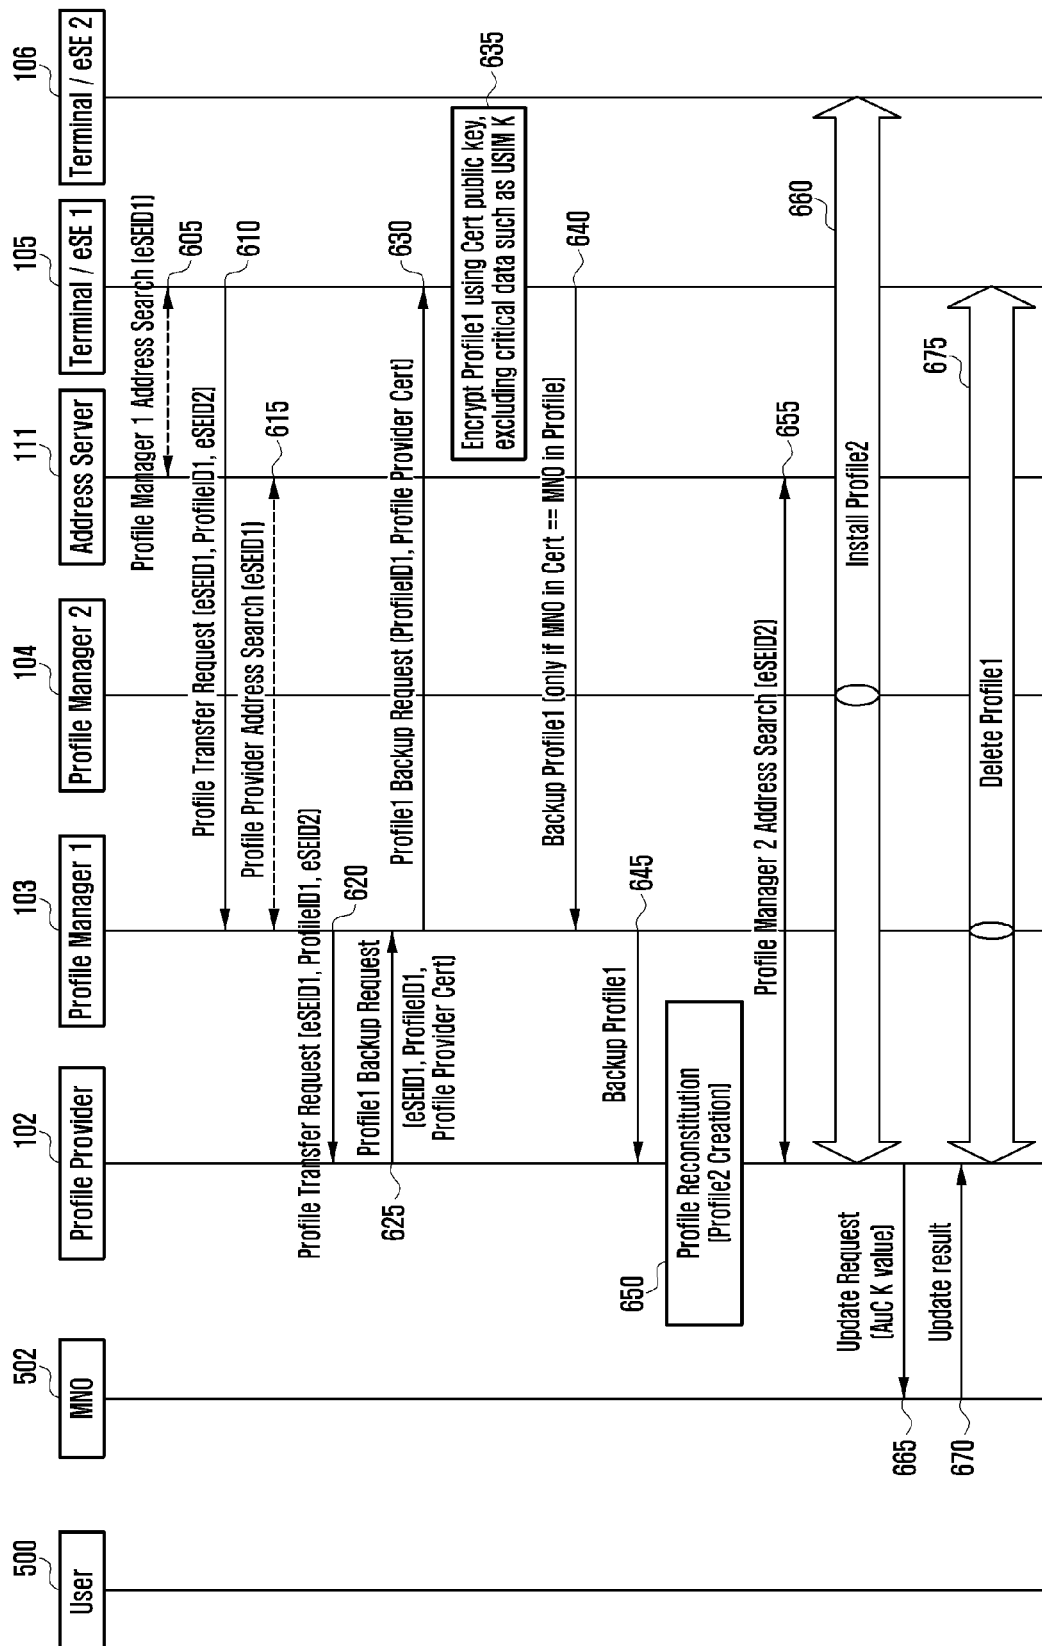 500
502
102
103
104
111
105
106
User
MNO
Profile Provider
Profile Manager 1
Profile Manager 2
Address Server
Terminal / eSE 1
Terminal / eSE 2
Profile Manager 1 Address Search (eSEID1)
605
Profile Transfer Request (eSEID1, ProfileID1, eSEID2)
610
Profile Provider Address Search (eSEID1)
615
Profile Transfer Request (eSEID1, ProfileID1, eSEID2)
620
Profile1 Backup Request
(eSEID1, ProfileID1,
Profile Provider Cert)
625
Profile1 Backup Request (ProfileID1, Profile Provider Cert)
630
Encrypt Profile1 using Cert public key,
excluding critical data such as USIM K
635
Backup Profile1 (only if MNO in Cert == MNO in Profile)
640
Backup Profile1
645
650
Profile Reconstitution
(Profile2 Creation)
Profile Manager 2 Address Search (eSEID2)
655
Install Profile2
660
Update Request
(AuC K value)
665
Update result
670
Delete Profile1
675